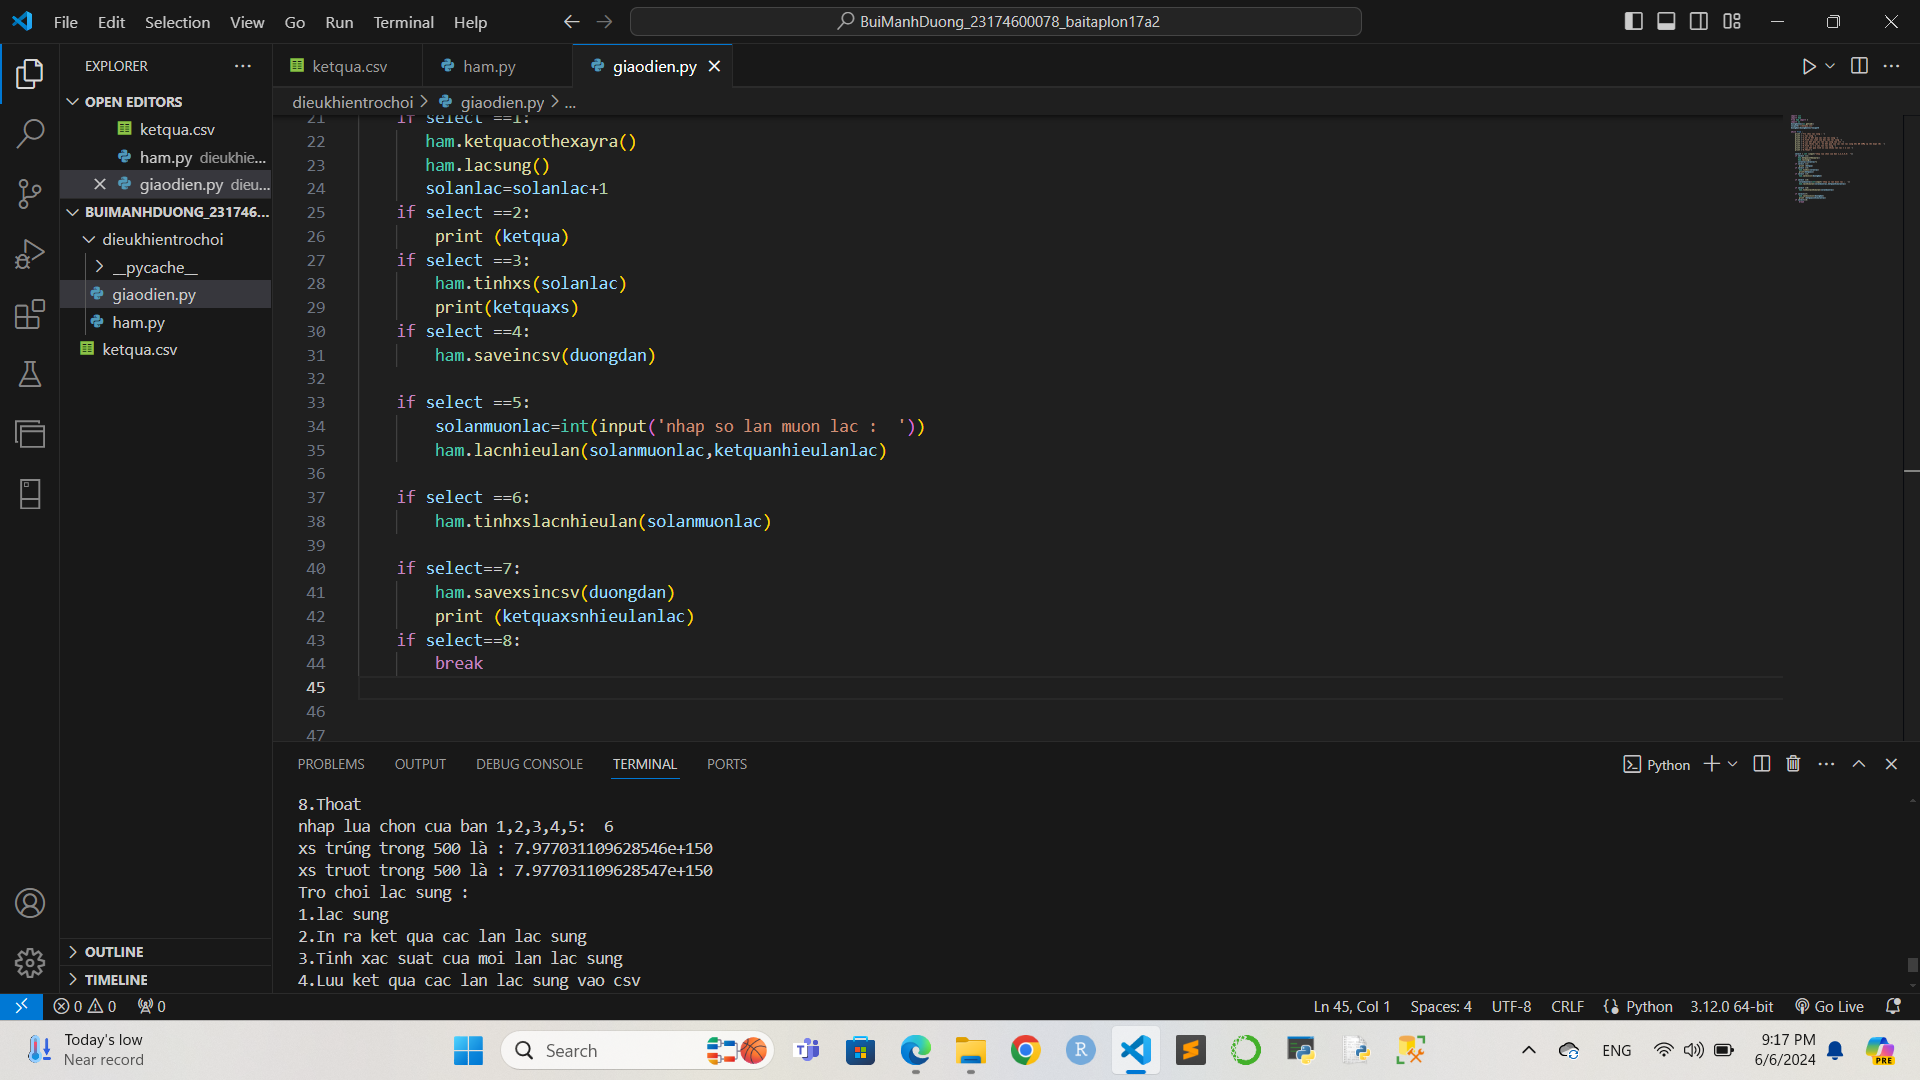 File Edit Selection View Go Run Terminal Help
BuiManhDuong_23174600078_baitaplon17a2
EXPLORER
ketqua.csv
ham.py
giaodien.py
OPEN EDITORS
ketqua.csv
ham.py dieukhie...
giaodien.py dieu...
BUIMANHDUONG_231746...
dieukhientrochoi
__pycache__
giaodien.py
ham.py
ketqua.csv
OUTLINE
TIMELINE
dieukhientrochoi > giaodien.py > ...
21 if select ==1:
22 ham.ketquacothexayra()
23 ham.lacsung()
24 solanlac=solanlac+1
25 if select ==2:
26 print (ketqua)
27 if select ==3:
28 ham.tinhxs(solanlac)
29 print(ketquaxs)
30 if select ==4:
31 ham.saveincsv(duongdan)
32
33 if select ==5:
34 solanmuonlac=int(input('nhap so lan muon lac :  '))
35 ham.lacnhieulan(solanmuonlac,ketquanhieulanlac)
36
37 if select ==6:
38 ham.tinhxslacnhieulan(solanmuonlac)
39
40 if select==7:
41 ham.savexsincsv(duongdan)
42 print (ketquaxsnhieulanlac)
43 if select==8:
44 break
45
46
47
PROBLEMS OUTPUT DEBUG CONSOLE TERMINAL PORTS
Python
8.Thoat
nhap lua chon cua ban 1,2,3,4,5:  6
xs trúng trong 500 là : 7.977031109628546e+150
xs truot trong 500 là : 7.977031109628547e+150
Tro choi lac sung :
1.lac sung
2.In ra ket qua cac lan lac sung
3.Tinh xac suat cua moi lan lac sung
4.Luu ket qua cac lan lac sung vao csv
0 0 0
Ln 45, Col 1 Spaces: 4 UTF-8 CRLF Python 3.12.0 64-bit Go Live
Today's low
Near record
Search
ENG
9:17 PM
6/6/2024
PRE